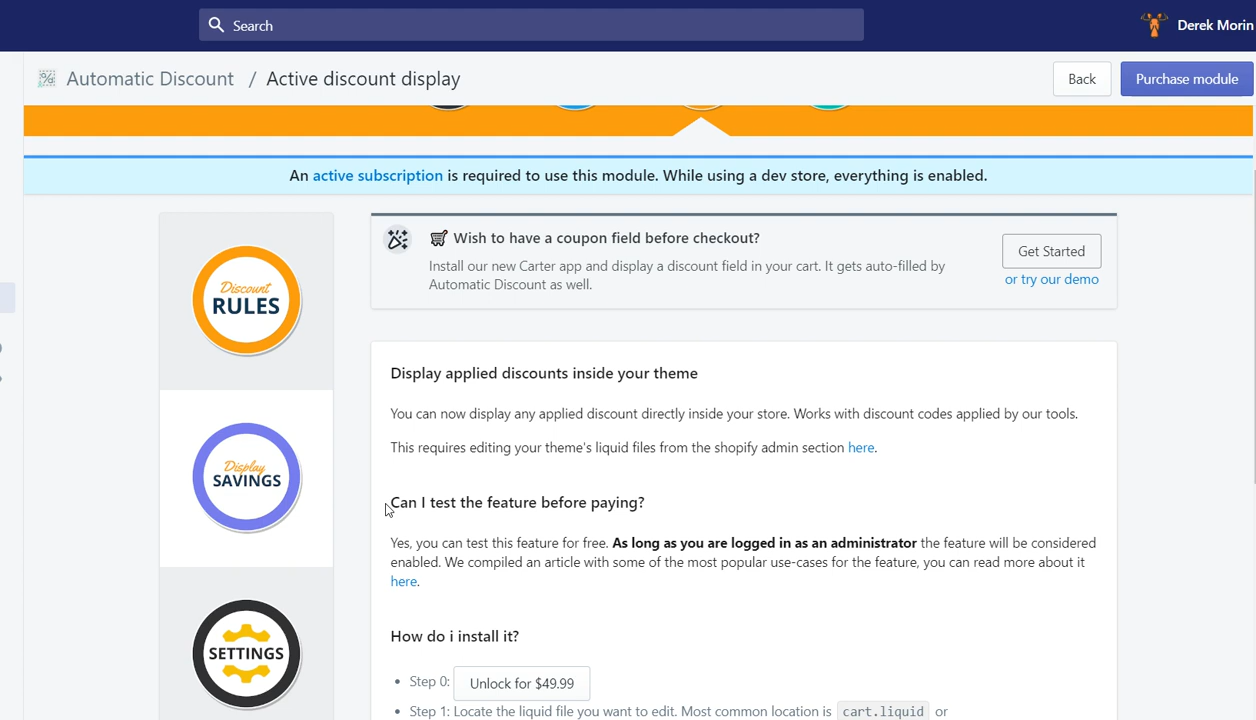 Search
Derek Morin
Automatic Discount / Active discount display
Back
Purchase module
An active subscription is required to use this module. While using a dev store, everything is enabled.
Discount
RULES
Display
SAVINGS
SETTINGS
Wish to have a coupon field before checkout?
Install our new Carter app and display a discount field in your cart. It gets auto-filled by
Automatic Discount as well.
Get Started
or try our demo
Display applied discounts inside your theme
You can now display any applied discount directly inside your store. Works with discount codes applied by our tools.
This requires editing your theme's liquid files from the shopify admin section here.
Can I test the feature before paying?
Yes, you can test this feature for free. As long as you are logged in as an administrator the feature will be considered
enabled. We compiled an article with some of the most popular use-cases for the feature, you can read more about it
here.
How do i install it?
• Step 0: Unlock for $49.99
• Step 1: Locate the liquid file you want to edit. Most common location is cart.liquid or